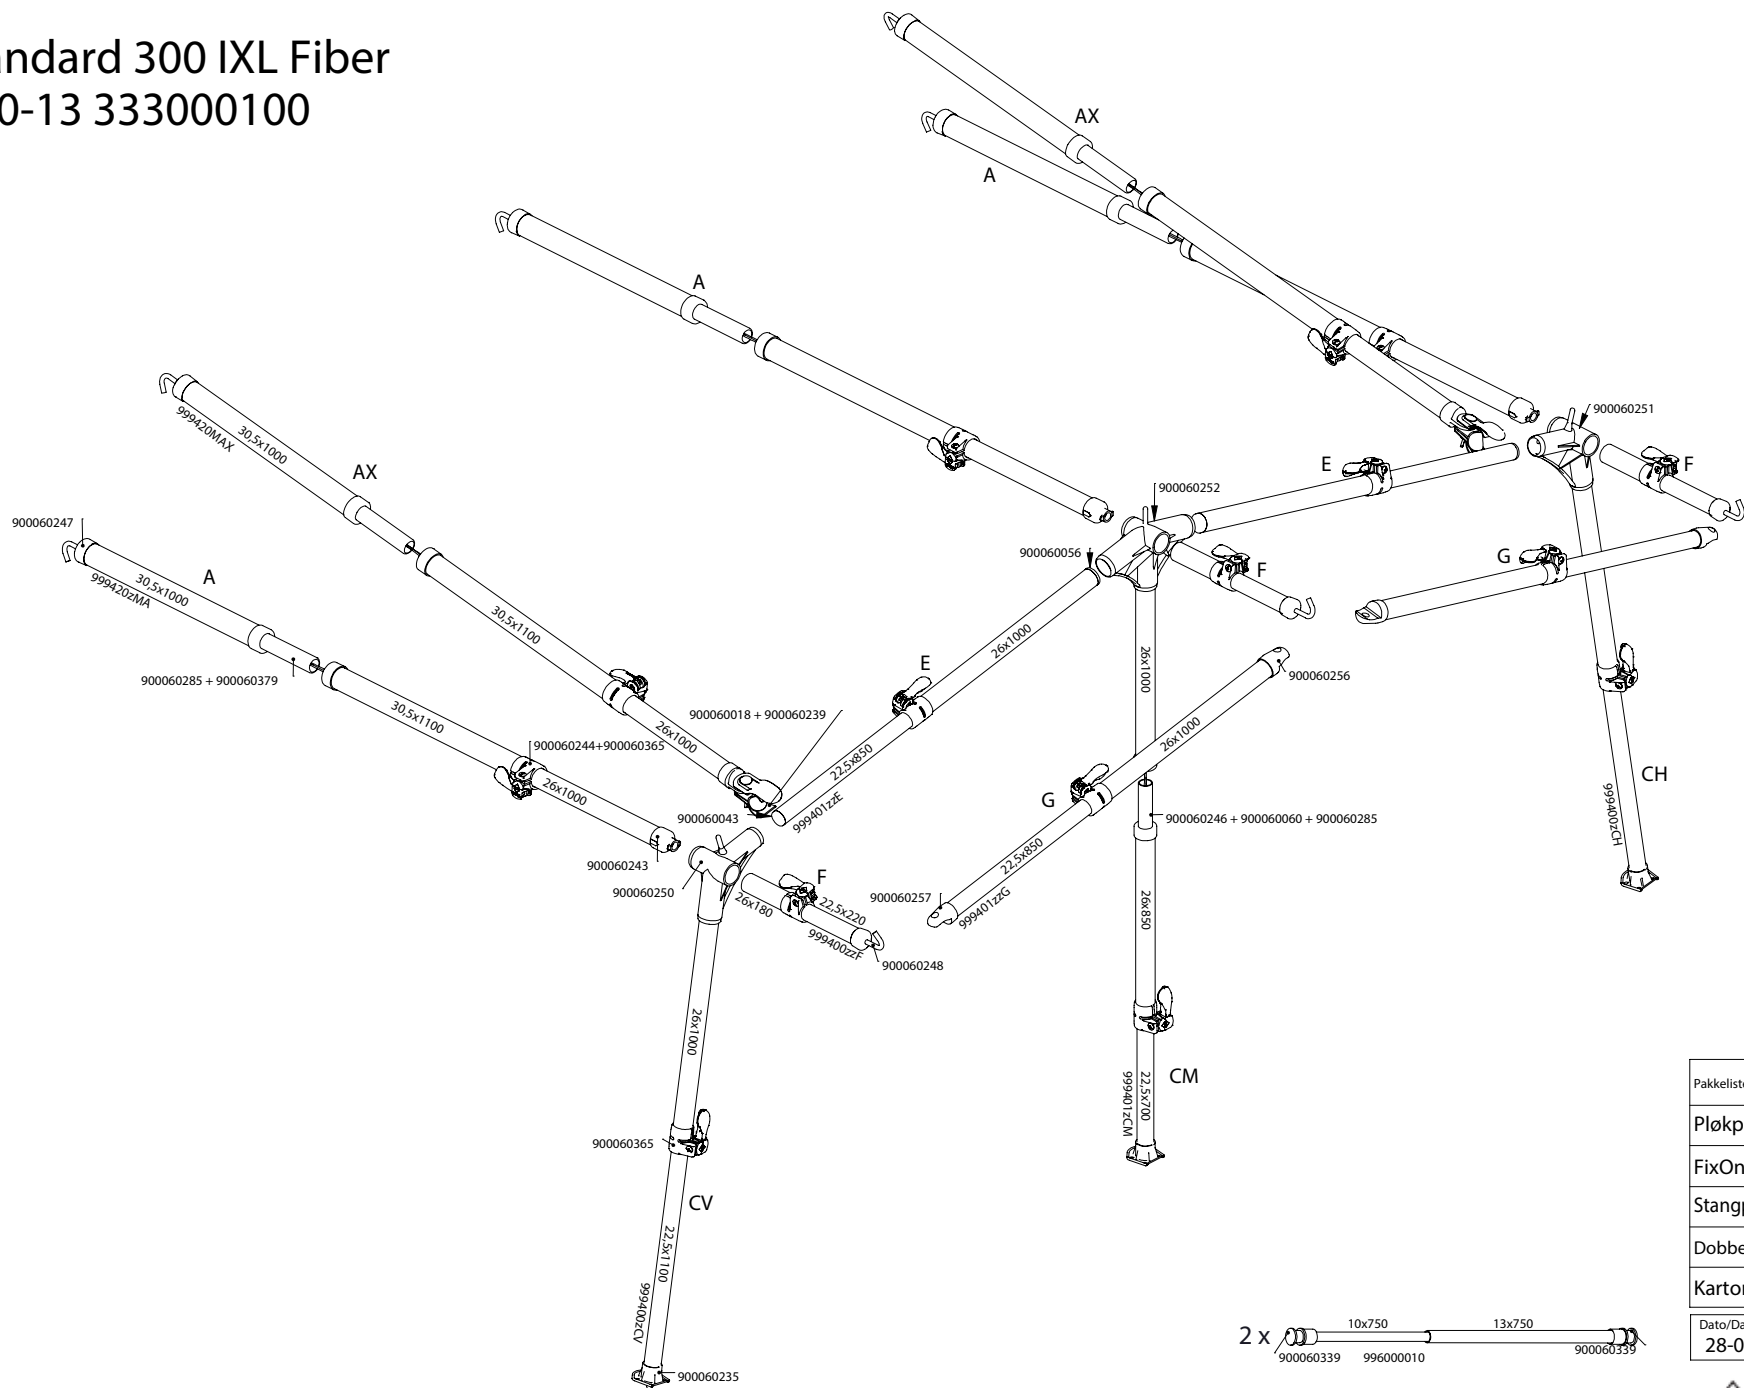 ndard 300 IXL Fiber
0-13 333000100
AX
A
A
900060251
E
F
900060252
G
900060056
F
999420MAX
30,5x1000
AX
900060247
30,5x1000
A
999420zMA
30,5x1100
26x1000
26x1000
900060256
900060285 + 900060379
E
30,5x1100
900060018 + 900060239
26x1000
26x1000
900060244+900060365
22,5x850
CH
26x1000
G
999400zCH
900060043
999401zzE
900060246 + 900060060 + 900060285
22,5x850
900060243
F
900060250
26x180
22,5x220
900060257
999401zzG
26x850
999400zzF
900060248
26x1000
CM
22,5x700
999401zCM
Pakkeliste
900060365
Pløkp
FixOn
CV
Stangp
22,5x1100
Dobbe
999400zCV
Karton
2 x
10x750
13x750
Dato/Da
28-0
900060339
996000010
900060339
900060235